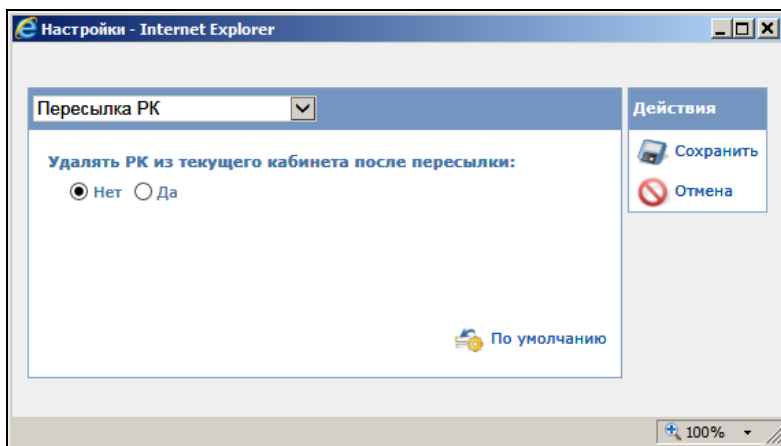 Настройки - Internet Explorer
Пересылка РК
Действия
Удалять РК из текущего кабинета после пересылки:
Нет Да
Сохранить
Отмена
По умолчанию
100%